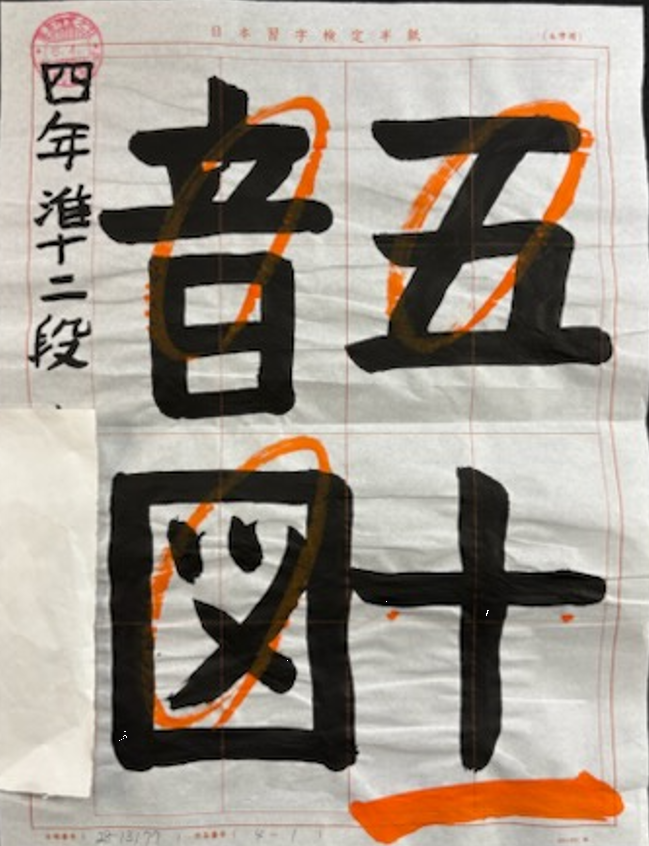 日本習字検定半紙
五十
音図
四年 准十二段